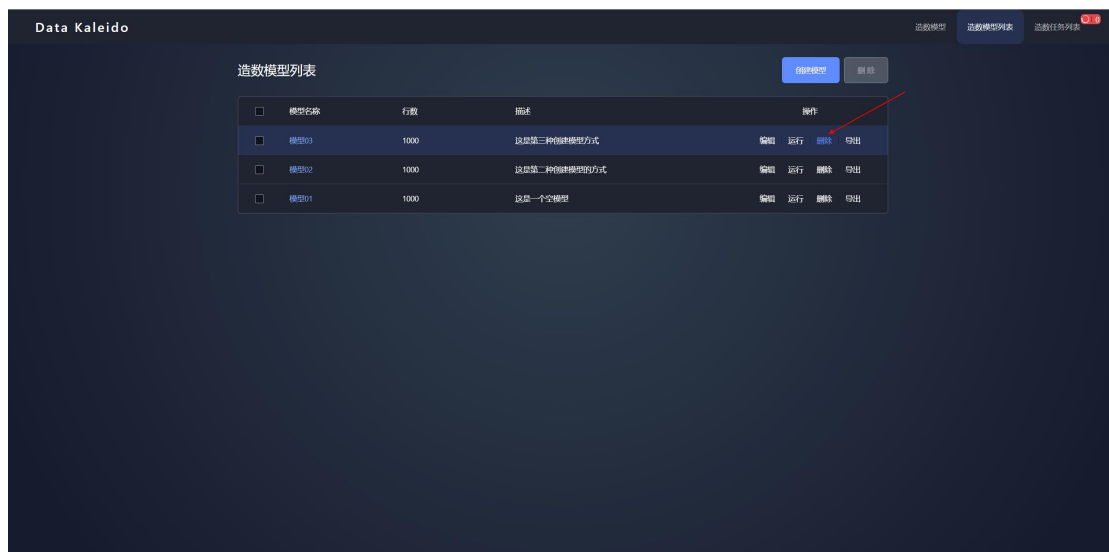 Data Kaleido 造数模型 造数模型列表 造数任务列表 0
造数模型列表 创建模型 删除
模型名称 行数 描述 操作
模型03 1000 这是第三种创建模型方式 编辑 运行 删除 导出
模型02 1000 这是第二种创建模型的方式 编辑 运行 删除 导出
模型01 1000 这是一个空模型 编辑 运行 删除 导出